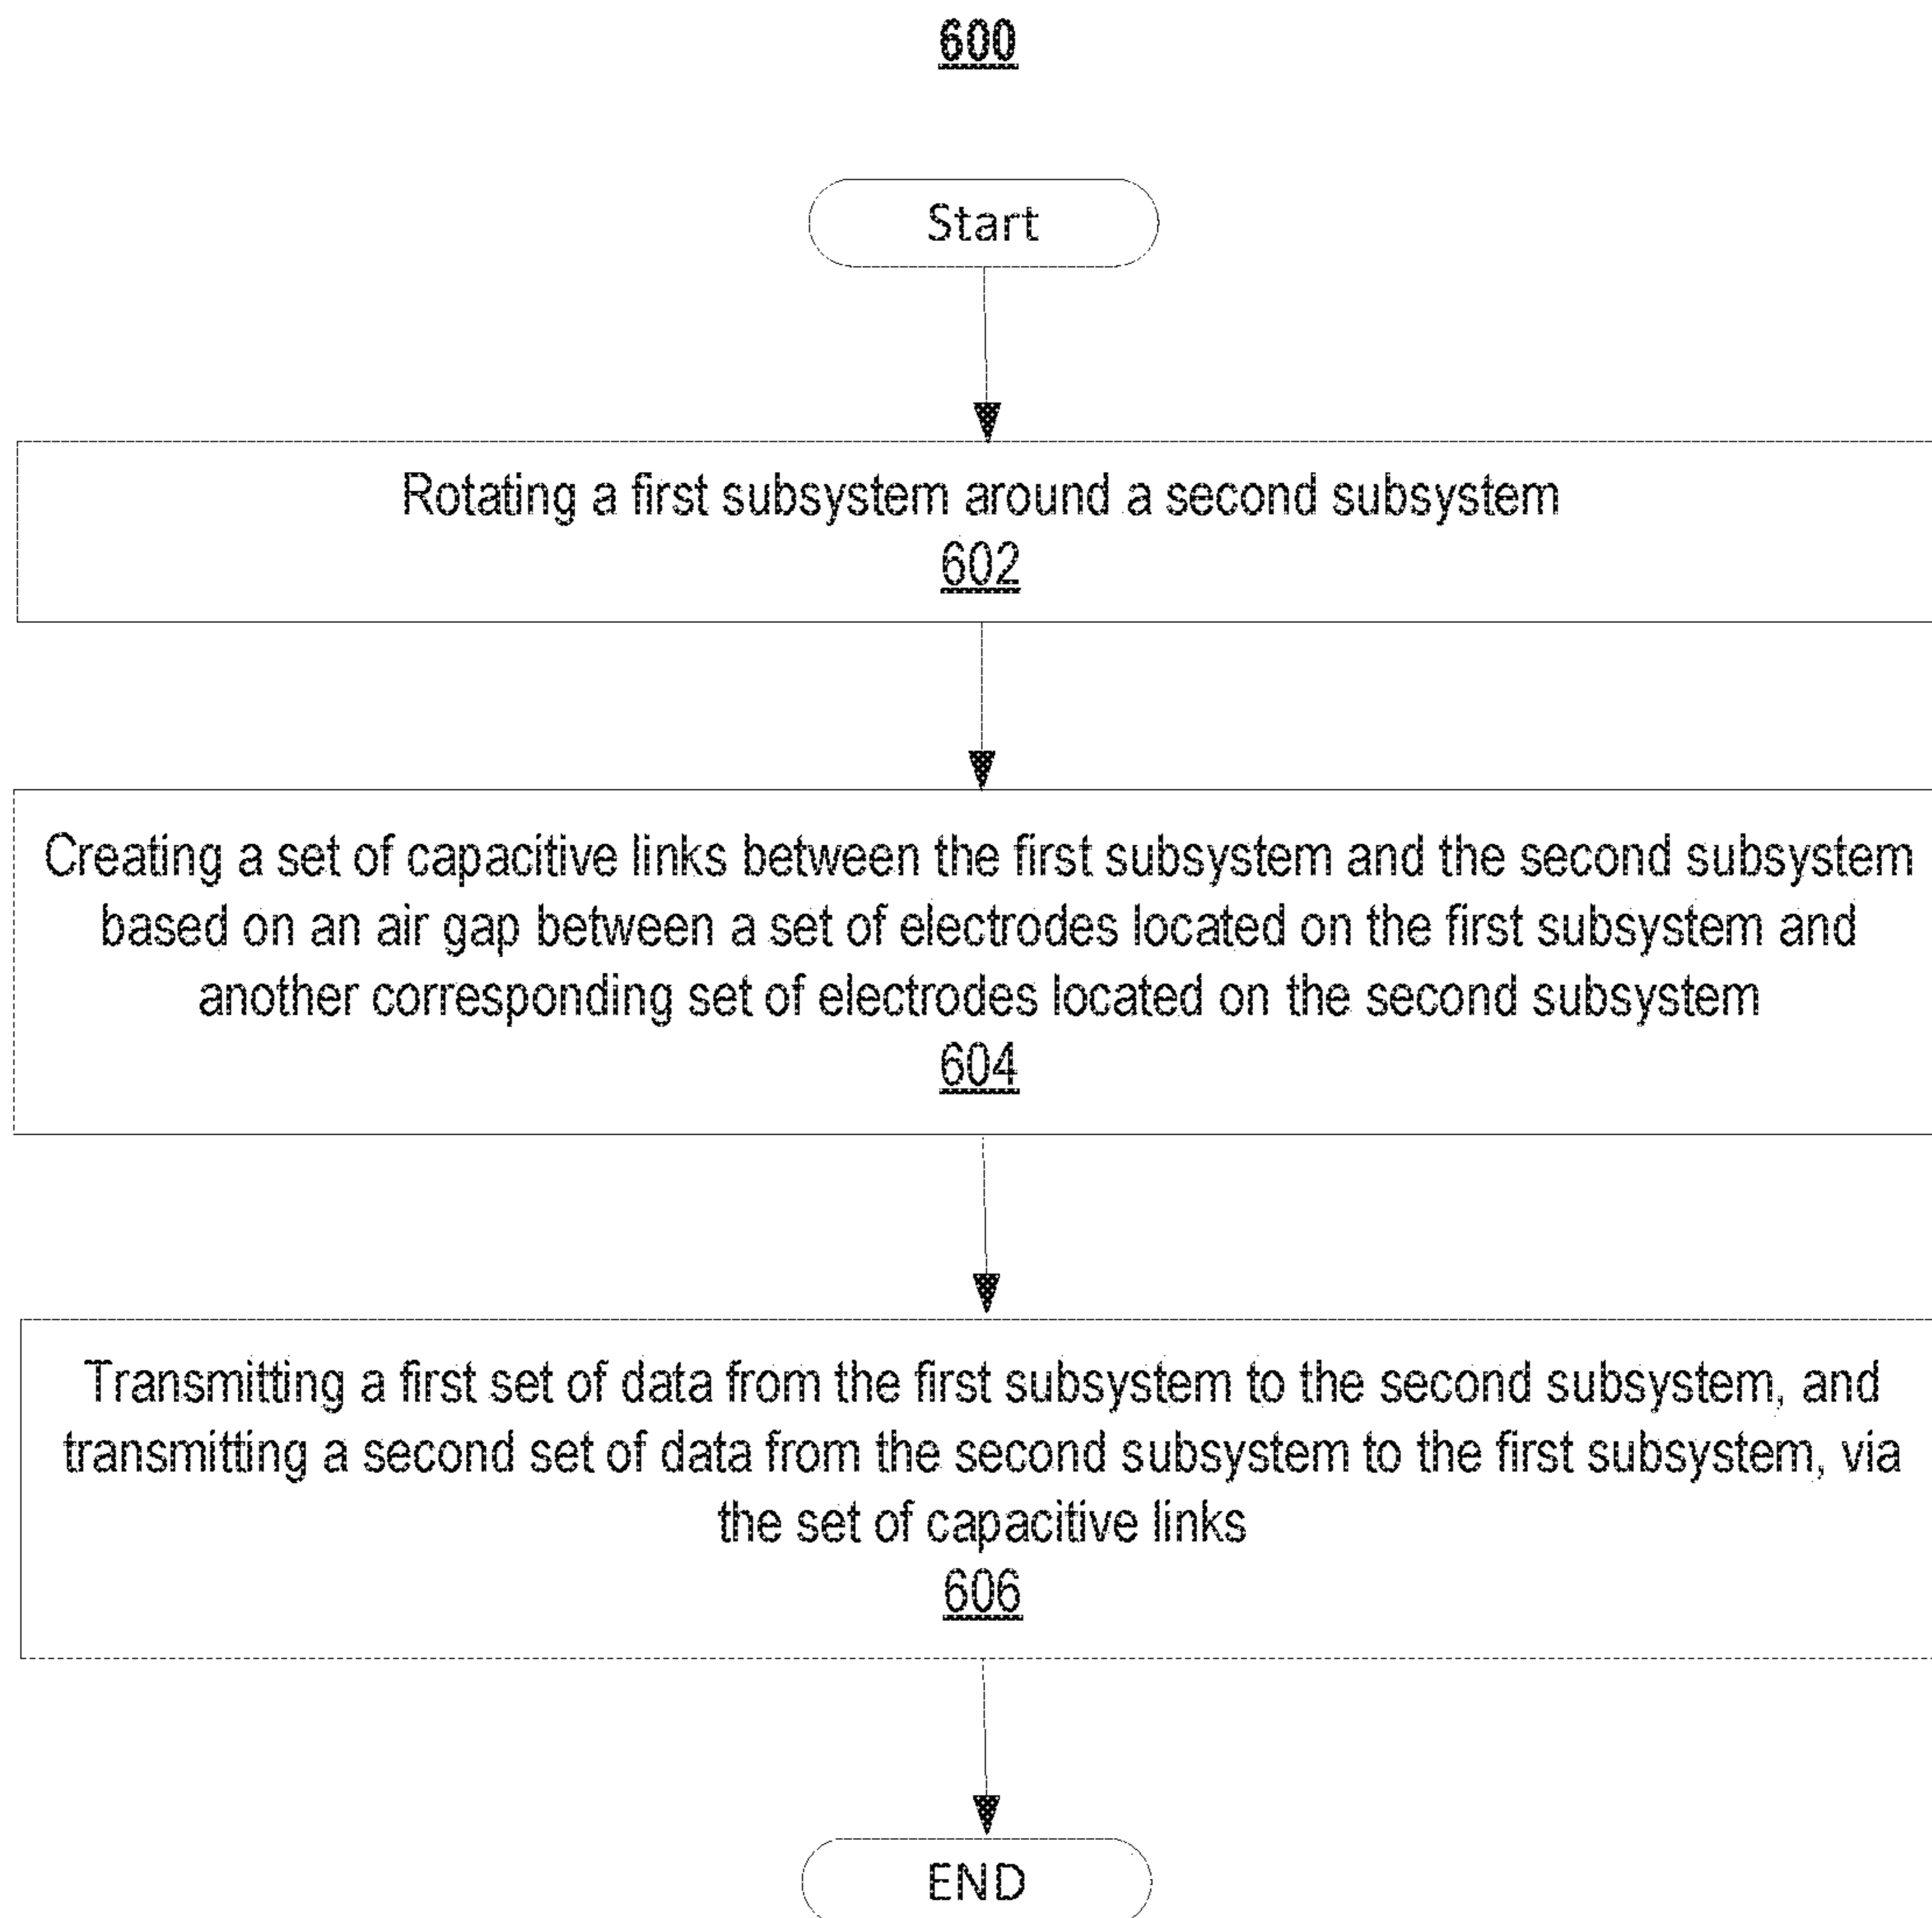 600
Start
Rotating a first subsystem around a second subsystem
602
Creating a set of capacitive links between the first subsystem and the second subsystem
based on an air gap between a set of electrodes located on the first subsystem and
another corresponding set of electrodes located on the second subsystem
604
Transmitting a first set of data from the first subsystem to the second subsystem, and
transmitting a second set of data from the second subsystem to the first subsystem, via
the set of capacitive links
606
END